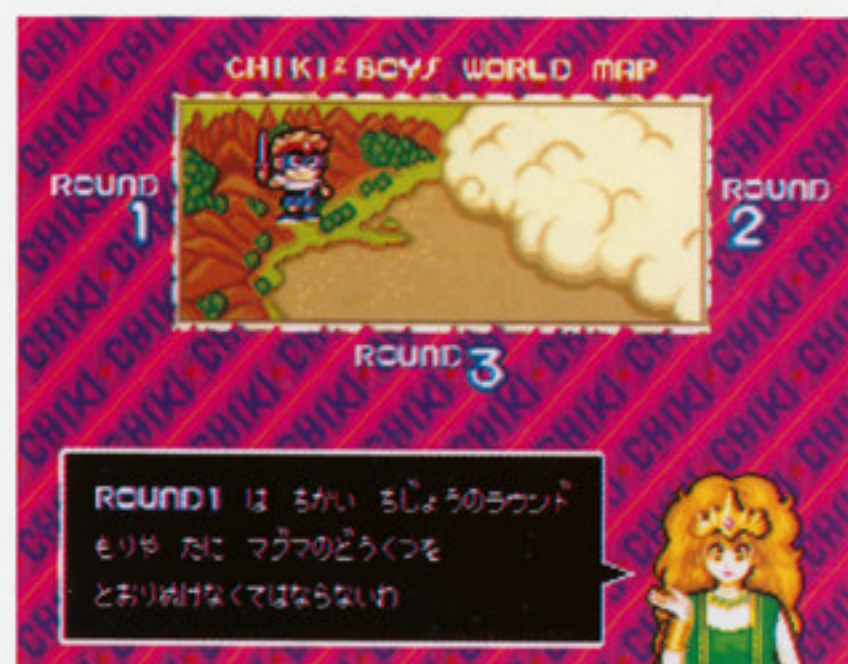 CHIKI² BOYS WORLD MAP
ROUND 1
ROUND 2
ROUND 3
ROUND1 は ちかい ちじょうのラウンド
もりや たに マグマのどうくつを
とおりぬけなくてはならないわ
CHIKI・CHIKI